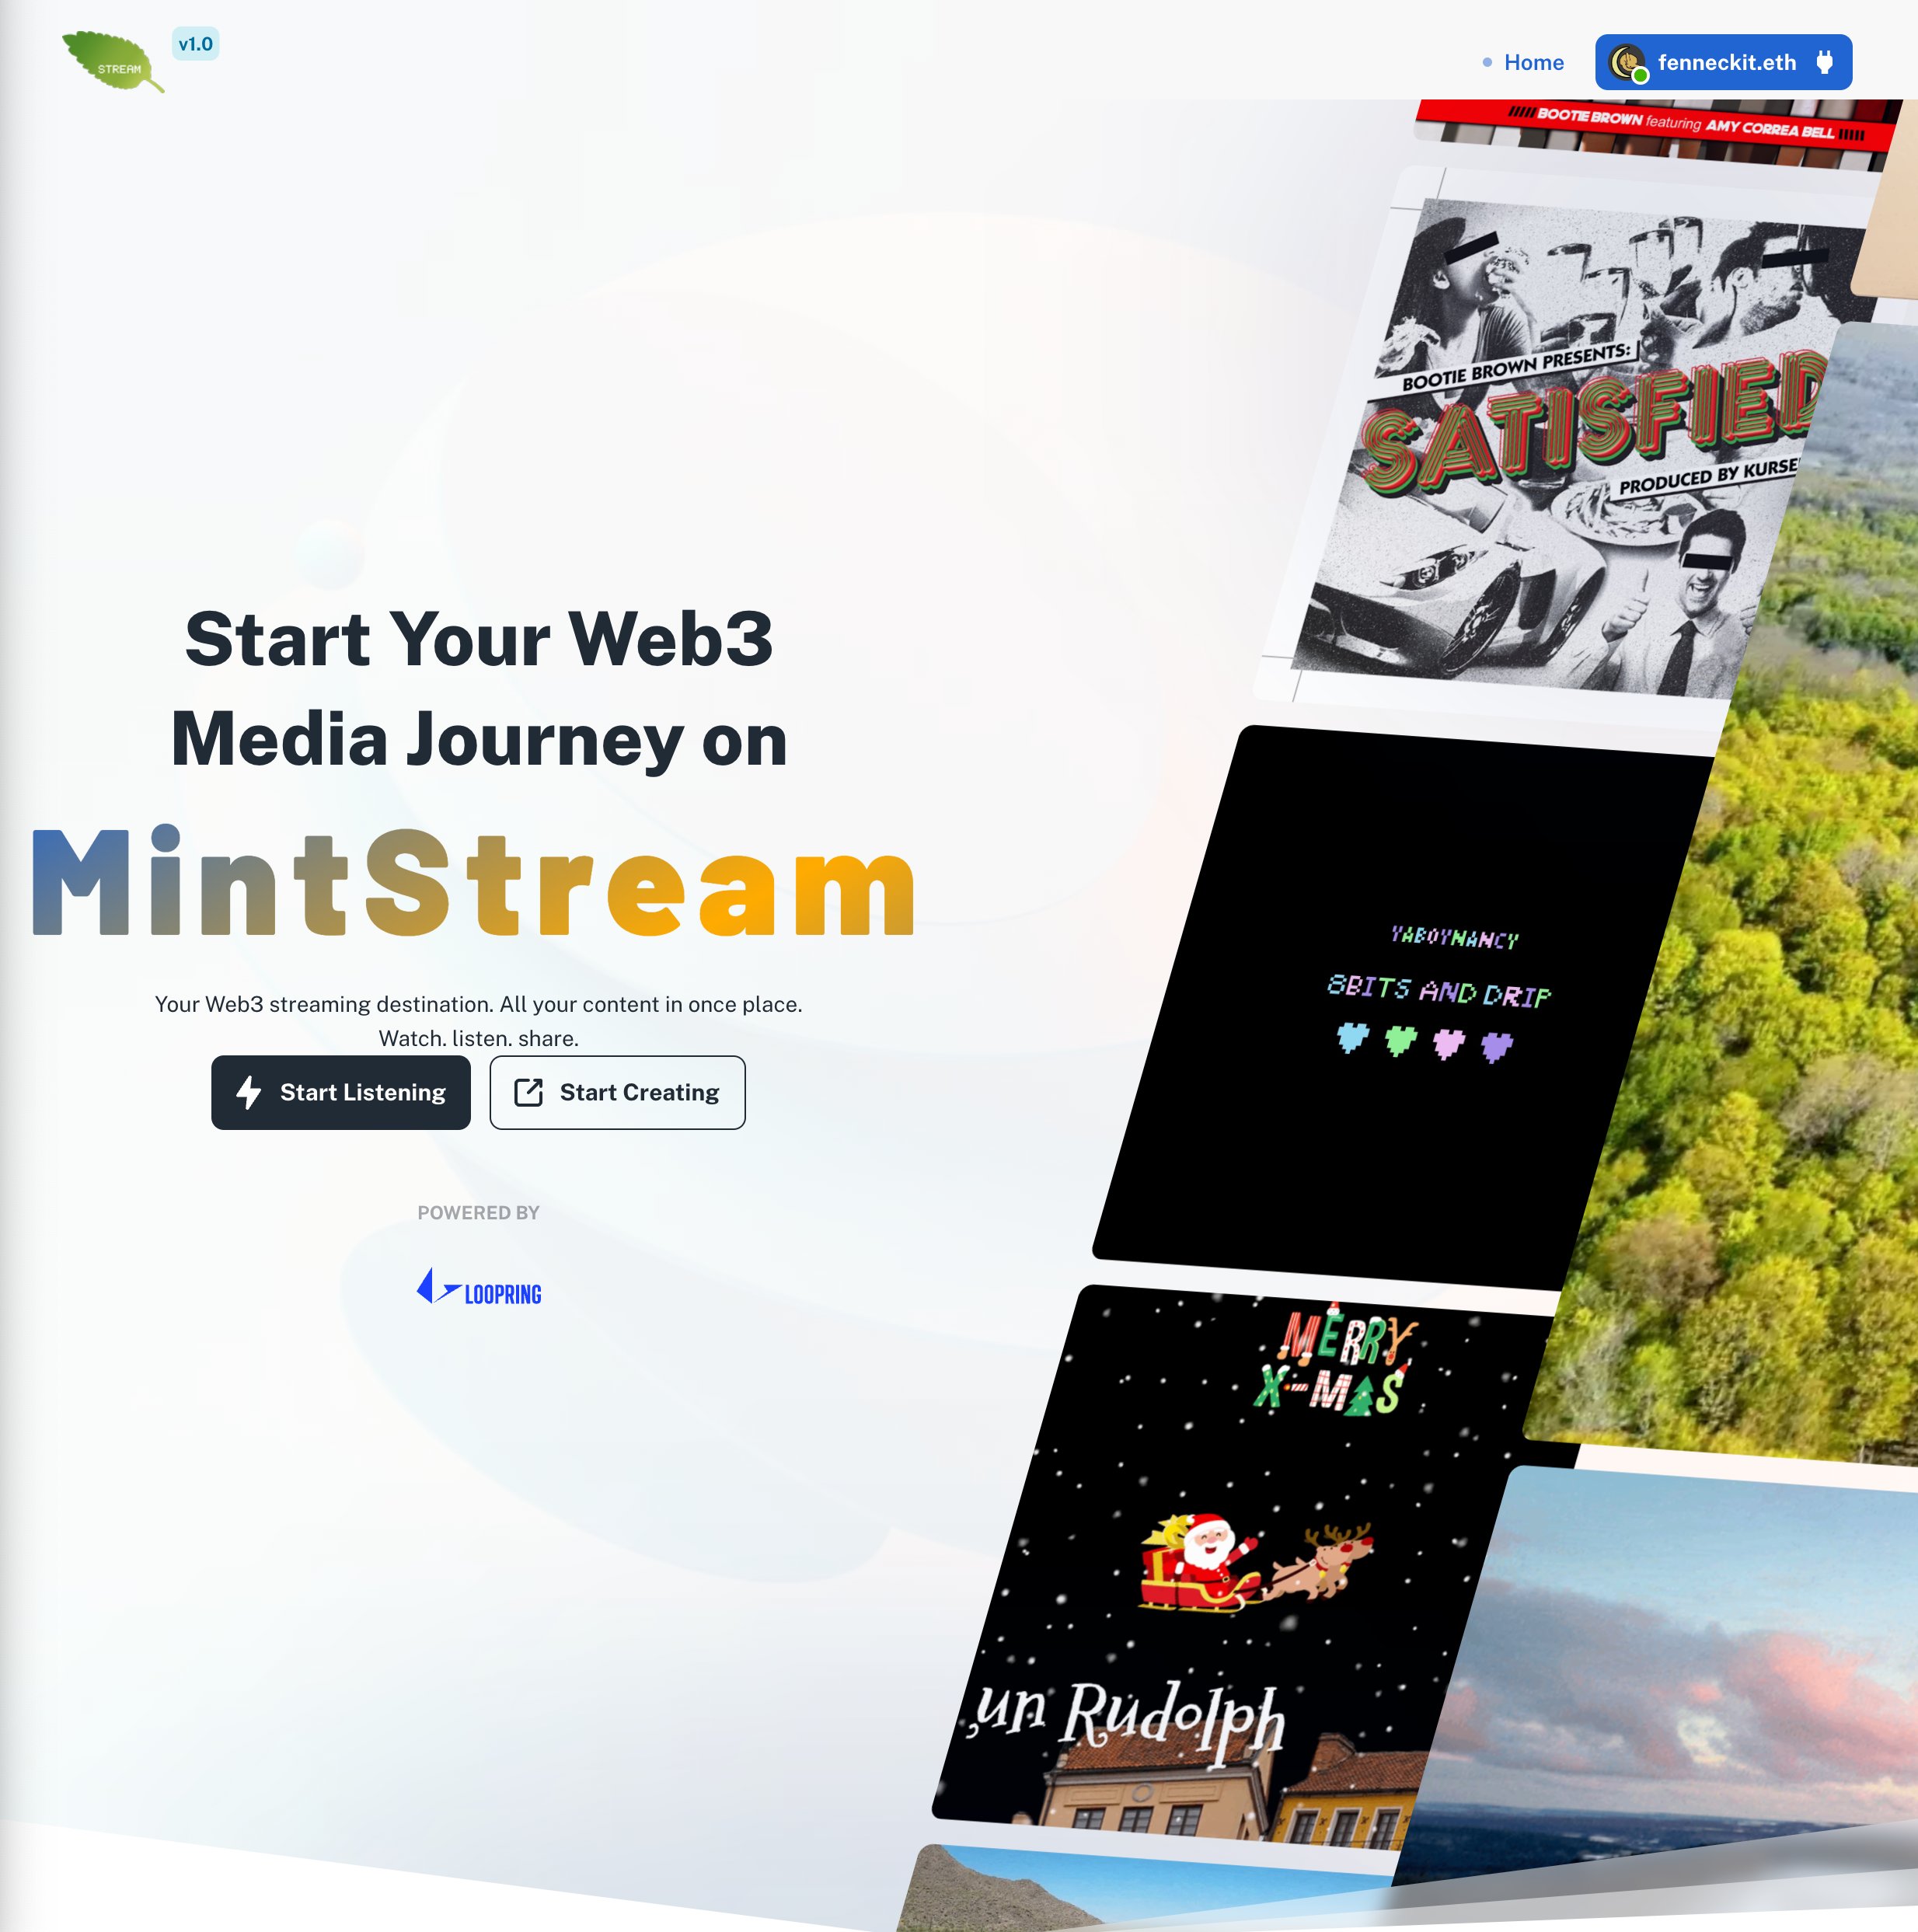 STREAM
v1.0
Home
fenneckit.eth
BOOTIE BROWN featuring AMY CORREA BELL
BOOTIE BROWN PRESENTS:
SATISFIED
PRODUCED BY KURSE
Start Your Web3
Media Journey on
MintStream
Your Web3 streaming destination. All your content in once place.
Watch. listen. share.
Start Listening
Start Creating
POWERED BY
LOOPRING
YABOYNANCY
8BITS AND DRIP
MERRY
X-MAS
un Rudolph